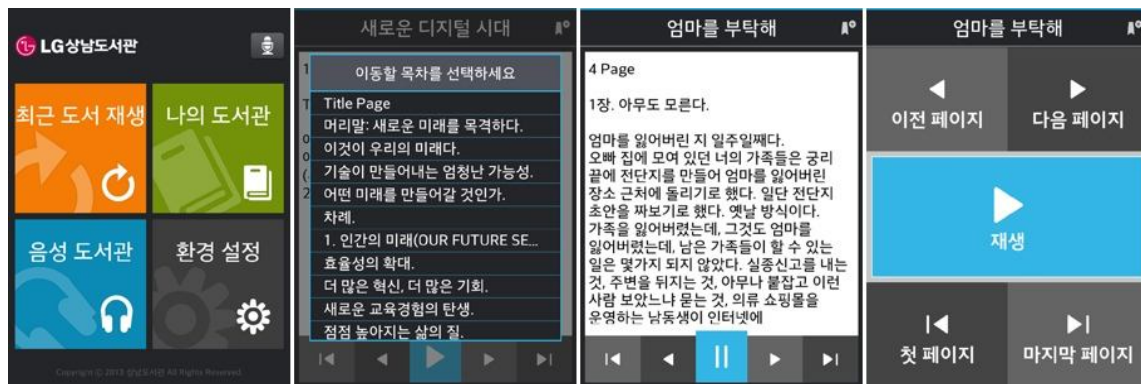 LG상남도서관
최근 도서 재생
나의 도서관
음성 도서관
환경 설정
Copyright ⓒ 2013 상남도서관 All Rights Reserved.
새로운 디지털 시대
이동할 목차를 선택하세요
Title Page
머리말: 새로운 미래를 목격하다.
이것이 우리의 미래다.
기술이 만들어내는 엄청난 가능성.
어떤 미래를 만들어갈 것인가.
차례.
1. 인간의 미래(OUR FUTURE SE...
효율성의 확대.
더 많은 혁신, 더 많은 기회.
새로운 교육경험의 탄생.
점점 높아지는 삶의 질.
엄마를 부탁해
4 Page
1장. 아무도 모른다.
엄마를 잃어버린 지 일주일째다.
오빠 집에 모여 있던 너의 가족들은 궁리
끝에 전단지를 만들어 엄마를 잃어버린
장소 근처에 돌리기로 했다. 일단 전단지
초안을 짜보기로 했다. 옛날 방식이다.
가족을 잃어버렸는데, 그것도 엄마를
잃어버렸는데, 남은 가족들이 할 수 있는
일은 몇가지 되지 않았다. 실종신고를 내는
것, 주변을 뒤지는 것, 아무나 붙잡고 이런
사람 보았느냐 묻는 것, 의류 쇼핑몰을
운영하는 남동생이 인터넷에
엄마를 부탁해
이전 페이지
다음 페이지
재생
첫 페이지
마지막 페이지